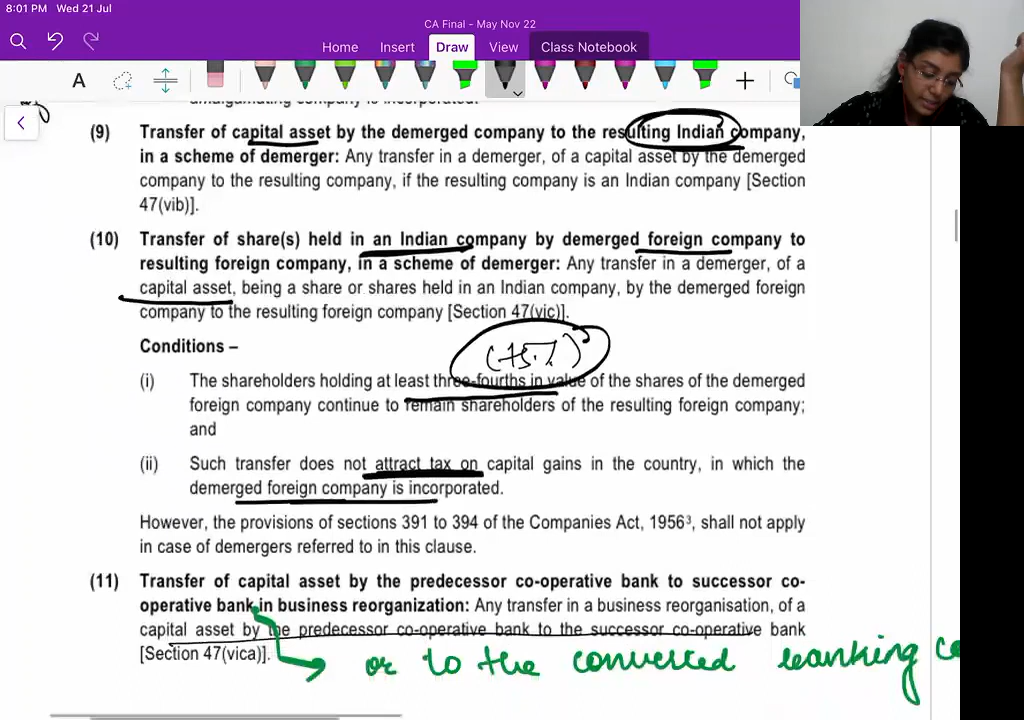 8:01 PM Wed 21 Jul
CA Final - May Nov 22
Home Insert Draw View Class Notebook
A
amalgamating company is incorporated.
(9) Transfer of capital asset by the demerged company to the resulting Indian company,
in a scheme of demerger: Any transfer in a demerger, of a capital asset by the demerged
company to the resulting company, if the resulting company is an Indian company [Section
47(vib)].
(10) Transfer of share(s) held in an Indian company by demerged foreign company to
resulting foreign company, in a scheme of demerger: Any transfer in a demerger, of a
capital asset, being a share or shares held in an Indian company, by the demerged foreign
company to the resulting foreign company [Section 47(vic)].
Conditions –
(75%)
(i) The shareholders holding at least three-fourths in value of the shares of the demerged
foreign company continue to remain shareholders of the resulting foreign company;
and
(ii) Such transfer does not attract tax on capital gains in the country, in which the
demerged foreign company is incorporated.
However, the provisions of sections 391 to 394 of the Companies Act, 1956³, shall not apply
in case of demergers referred to in this clause.
(11) Transfer of capital asset by the predecessor co-operative bank to successor co-
operative bank in business reorganization: Any transfer in a business reorganisation, of a
capital asset by the predecessor co-operative bank to the successor co-operative bank
[Section 47(vica)].
or to the converted banking co